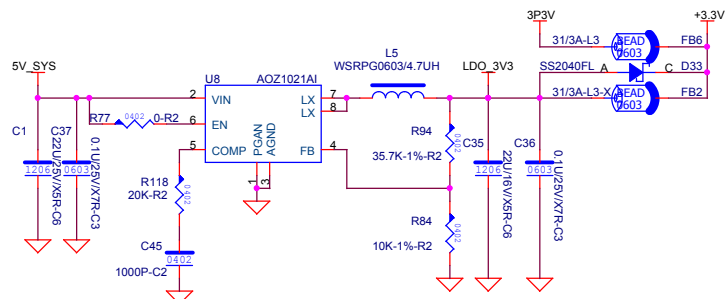 3P3V
+3.3V
31/3A-L3
BEAD
0603
FB6
5V_SYS
L5
WSRPG0603/4.7UH
LDO_3V3
SS2040FL
A
C
D33
U8
AOZ1021AI
31/3A-L3-X
BEAD
0603
FB2
2
VIN
LX
7
LX
8
R77
0402
0-R2
6
EN
C1
1206
22U/25V/X5R-C6
C37
0603
0.1U/25V/X7R-C3
5
COMP
PGAN
AGND
FB
4
1
3
R94
0402
35.7K-1%-R2
C35
1206
22U/16V/X5R-C6
C36
0603
0.1U/25V/X7R-C3
R118
0402
20K-R2
R84
0402
10K-1%-R2
C45
0402
1000P-C2